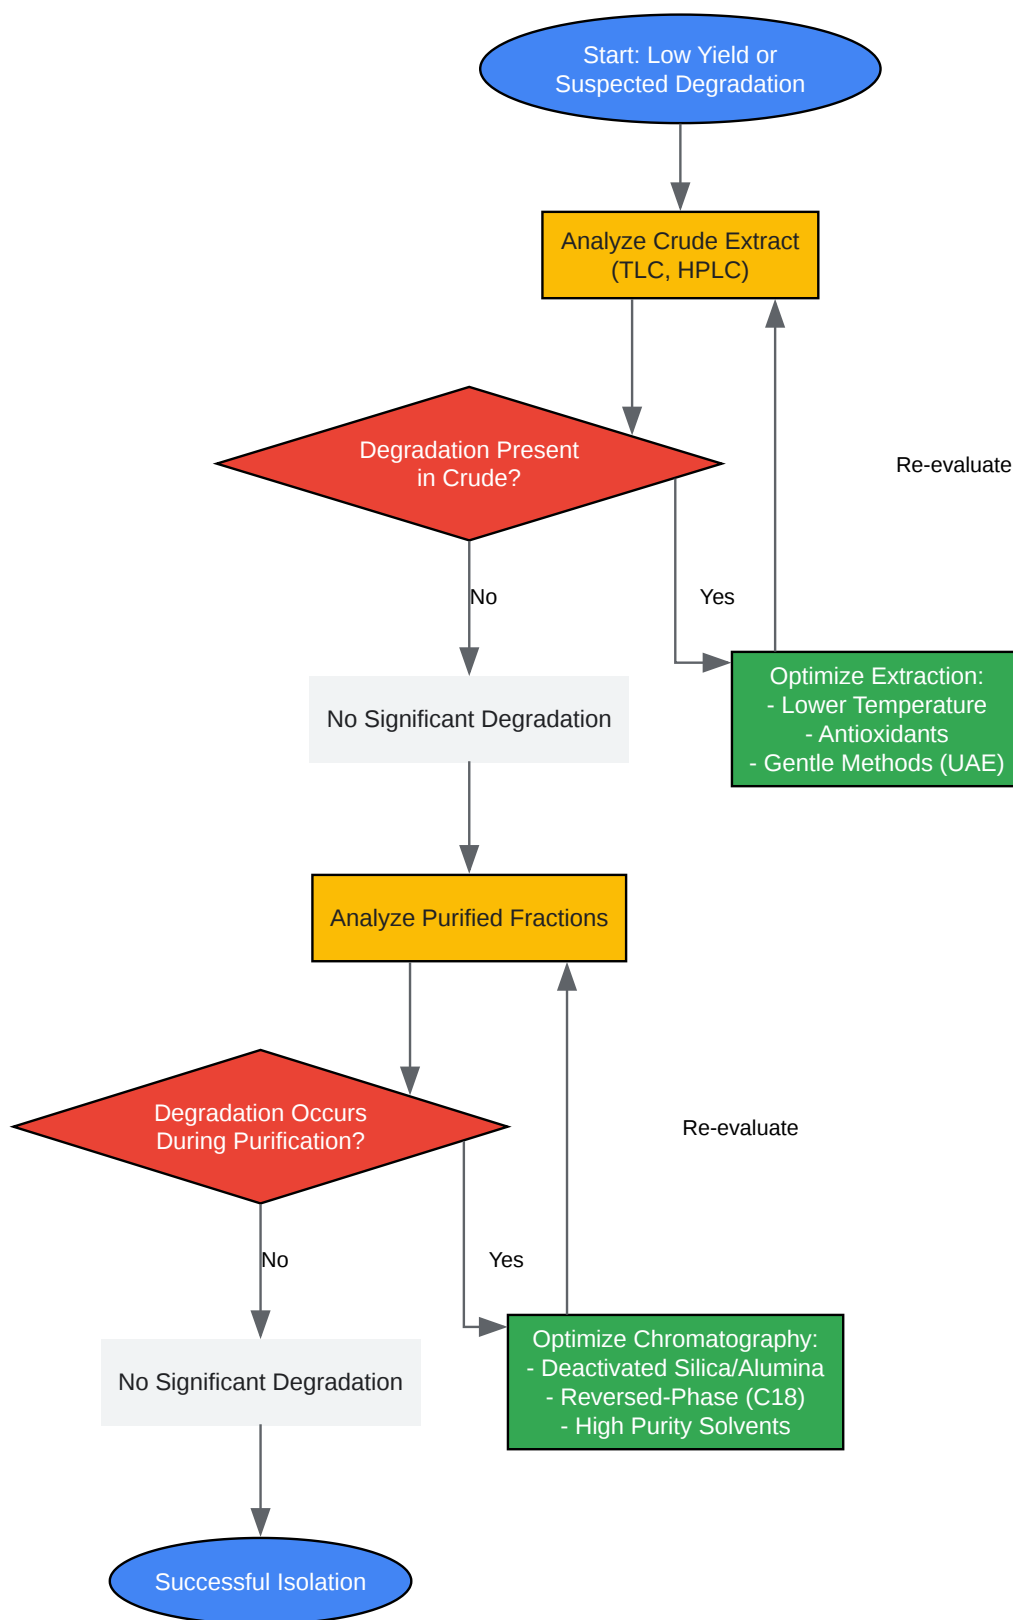 Start: Low Yield or
Suspected Degradation
Analyze Crude Extract
(TLC, HPLC)
Degradation Present
in Crude?
Re-evaluate
No
Yes
Optimize Extraction:
- Lower Temperature
- Antioxidants
- Gentle Methods (UAE)
No Significant Degradation
Analyze Purified Fractions
Degradation Occurs
During Purification?
Re-evaluate
No
Yes
Optimize Chromatography:
- Deactivated Silica/Alumina
- Reversed-Phase (C18)
- High Purity Solvents
No Significant Degradation
Successful Isolation